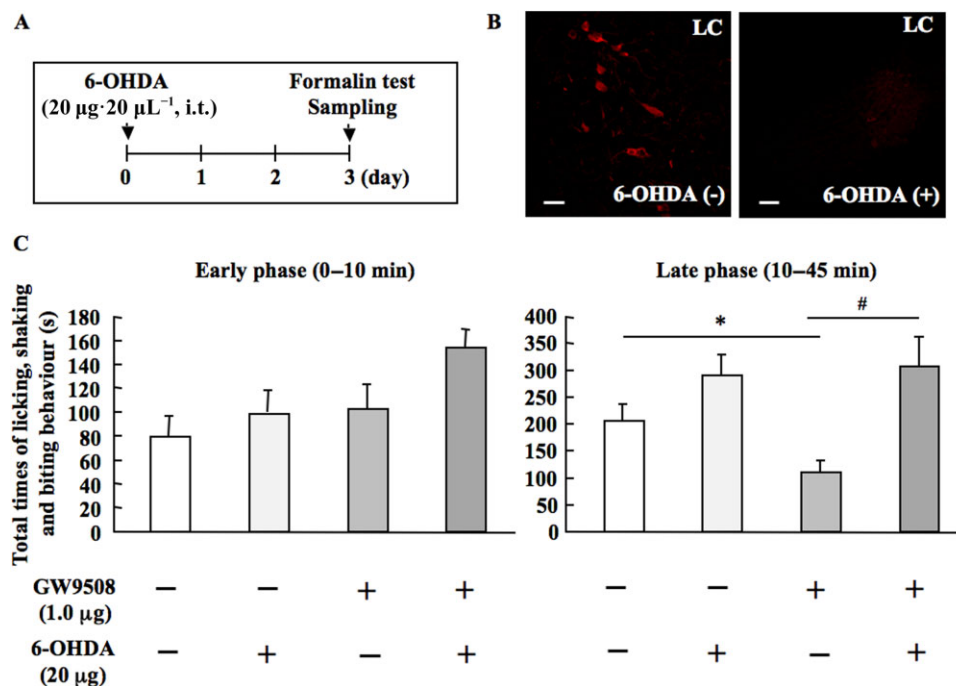 A
6-OHDA
(20 µg·20 µL⁻¹, i.t.)
Formalin test
Sampling
0 1 2 3 (day)
B
LC
6-OHDA (-)
LC
6-OHDA (+)
C
Total times of licking, shaking
and biting behaviour (s)
Early phase (0–10 min)
180
160
140
120
100
80
60
40
20
0
Late phase (10–45 min)
400
350
300
250
200
150
100
50
0
*
#
GW9508
(1.0 µg)
− − + + − − + +
6-OHDA
(20 µg)
− + − + − + − +